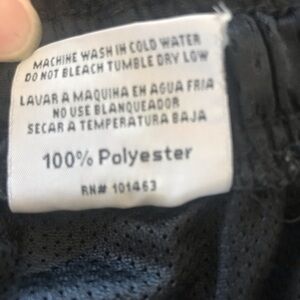 MACHINE WASH IN COLD WATER
DO NOT BLEACH TUMBLE DRY LOW
LAVAR A MAQUINA EN AGUA FRIA
NO USE BLANQUEADOR
SECAR A TEMPERATURA BAJA
100% Polyester
RN# 101463